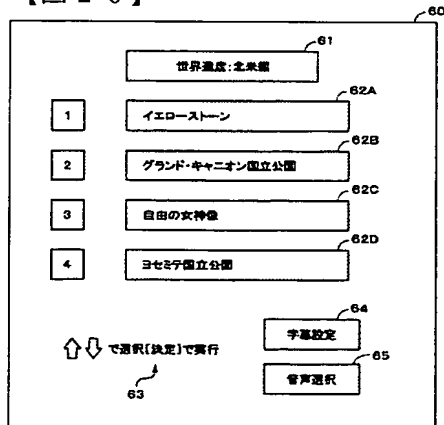 60
61
世界遺産:北米編
62A
1 イエローストーン
62B
2 グランド・キャニオン国立公園
62C
3 自由の女神像
62D
4 ヨセミテ国立公園
64
字幕設定
⇧⇩で選択[決定]で実行
65
63
音声選択